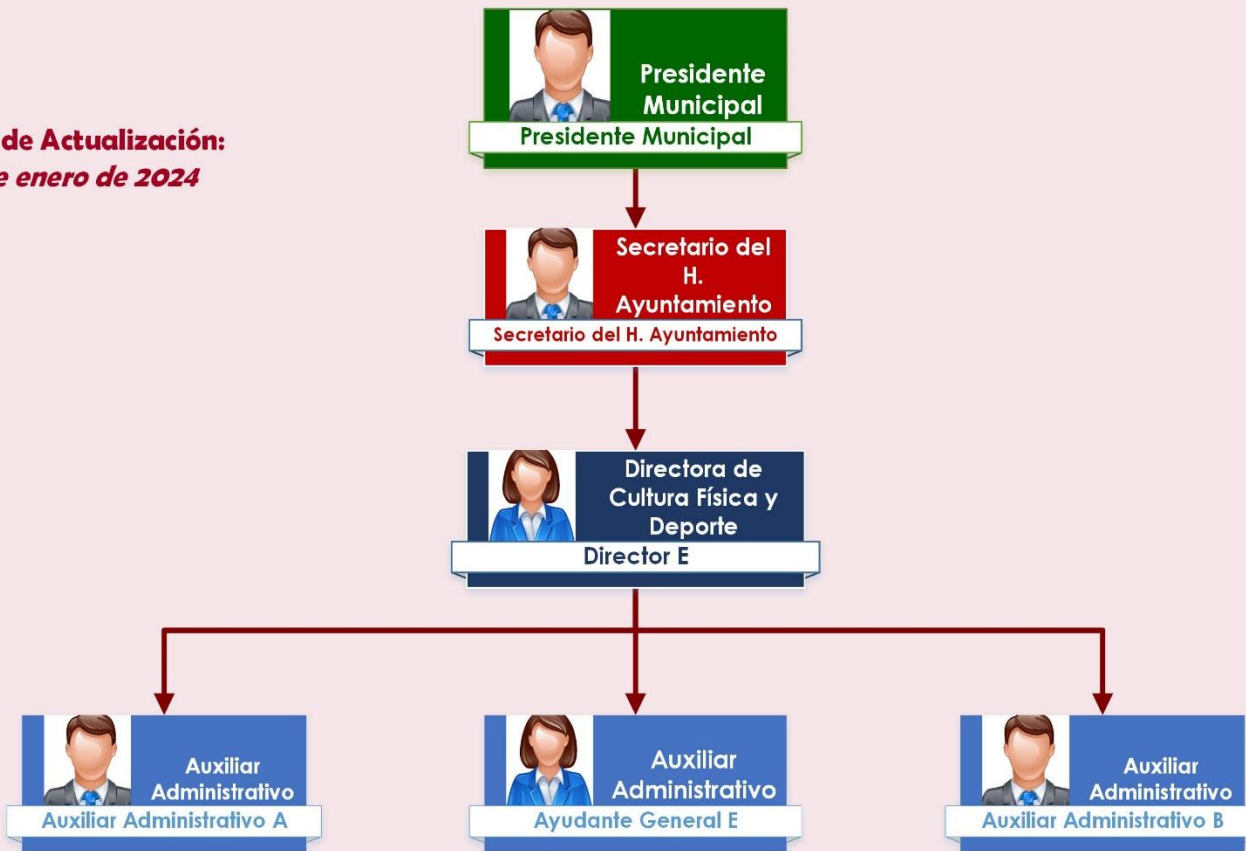 Presidente
Municipal
Presidente Municipal
de Actualización:
enero de 2024
Secretario del
H.
Ayuntamiento
Secretario del H. Ayuntamiento
Directora de
Cultura Física y
Deporte
Director E
Auxiliar
Administrativo
Auxiliar Administrativo A
Auxiliar
Administrativo
Ayudante General E
Auxiliar
Administrativo
Auxiliar Administrativo B